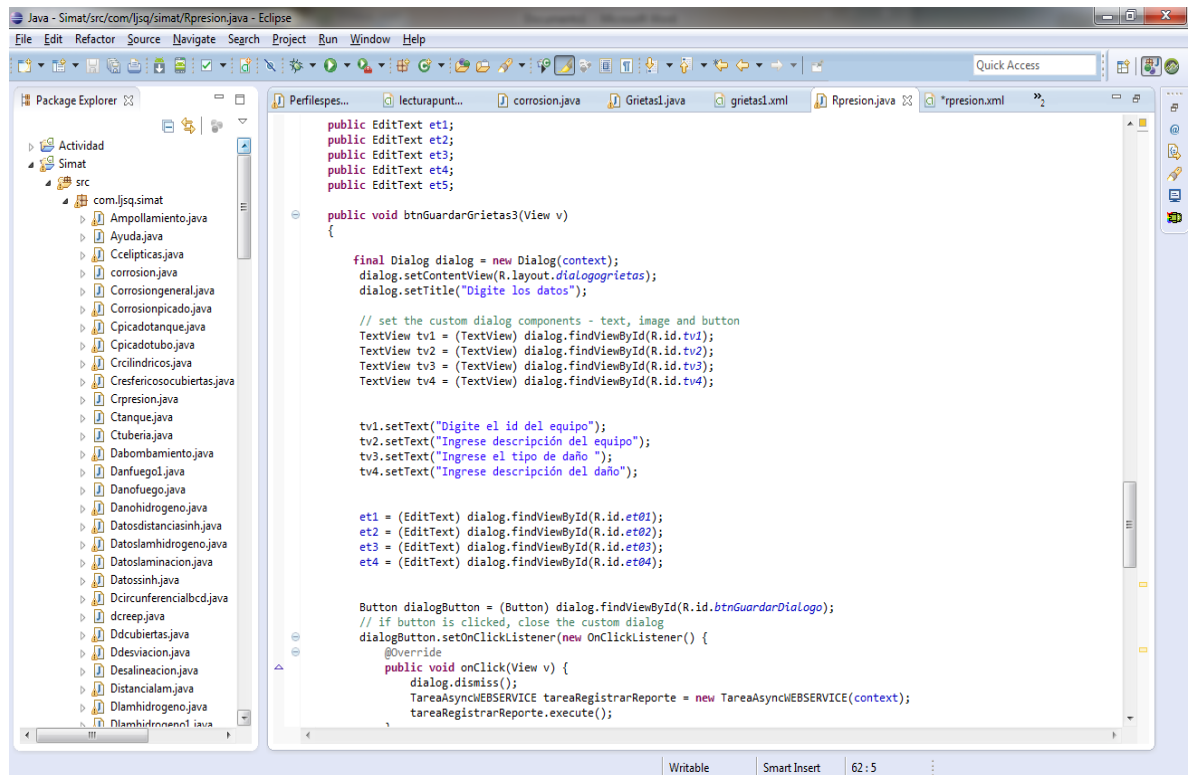 Java - Simat/src/com/ljsq/simat/Rpresion.java - Eclipse
File Edit Refactor Source Navigate Search Project Run Window Help
Quick Access
Package Explorer
Perfilespes... lecturapunt... corrosion.java Grietas1.java grietas1.xml Rpresion.java *rpresion.xml »2
Actividad
Simat
src
com.ljsq.simat
Ampollamiento.java
Ayuda.java
Ccelipticas.java
corrosion.java
Corrosiongeneral.java
Corrosionpicado.java
Cpicadotanque.java
Cpicadotubo.java
Crcilindricos.java
Cresfericosocubiertas.java
Crpresion.java
Ctanque.java
Ctuberia.java
Dabombamiento.java
Danfuego1.java
Danofuego.java
Danohidrogeno.java
Datosdistanciasinh.java
Datoslamhidrogeno.java
Datoslaminacion.java
Datossinh.java
Dcircunferencialbcd.java
dcreep.java
Ddcubiertas.java
Ddesviacion.java
Desalineacion.java
Distancialam.java
Dlamhidrogeno.java
Dlamhidrogeno1.java
public EditText et1;
public EditText et2;
public EditText et3;
public EditText et4;
public EditText et5;
public void btnGuardarGrietas3(View v)
{
final Dialog dialog = new Dialog(context);
dialog.setContentView(R.layout.dialogogrietas);
dialog.setTitle("Digite los datos");
// set the custom dialog components - text, image and button
TextView tv1 = (TextView) dialog.findViewById(R.id.tv1);
TextView tv2 = (TextView) dialog.findViewById(R.id.tv2);
TextView tv3 = (TextView) dialog.findViewById(R.id.tv3);
TextView tv4 = (TextView) dialog.findViewById(R.id.tv4);
tv1.setText("Digite el id del equipo");
tv2.setText("Ingrese descripción del equipo");
tv3.setText("Ingrese el tipo de daño ");
tv4.setText("Ingrese descripción del daño");
et1 = (EditText) dialog.findViewById(R.id.et01);
et2 = (EditText) dialog.findViewById(R.id.et02);
et3 = (EditText) dialog.findViewById(R.id.et03);
et4 = (EditText) dialog.findViewById(R.id.et04);
Button dialogButton = (Button) dialog.findViewById(R.id.btnGuardarDialogo);
// if button is clicked, close the custom dialog
dialogButton.setOnClickListener(new OnClickListener() {
@Override
public void onClick(View v) {
dialog.dismiss();
TareaAsyncWEBSERVICE tareaRegistrarReporte = new TareaAsyncWEBSERVICE(context);
tareaRegistrarReporte.execute();
}
Writable Smart Insert 62 : 5